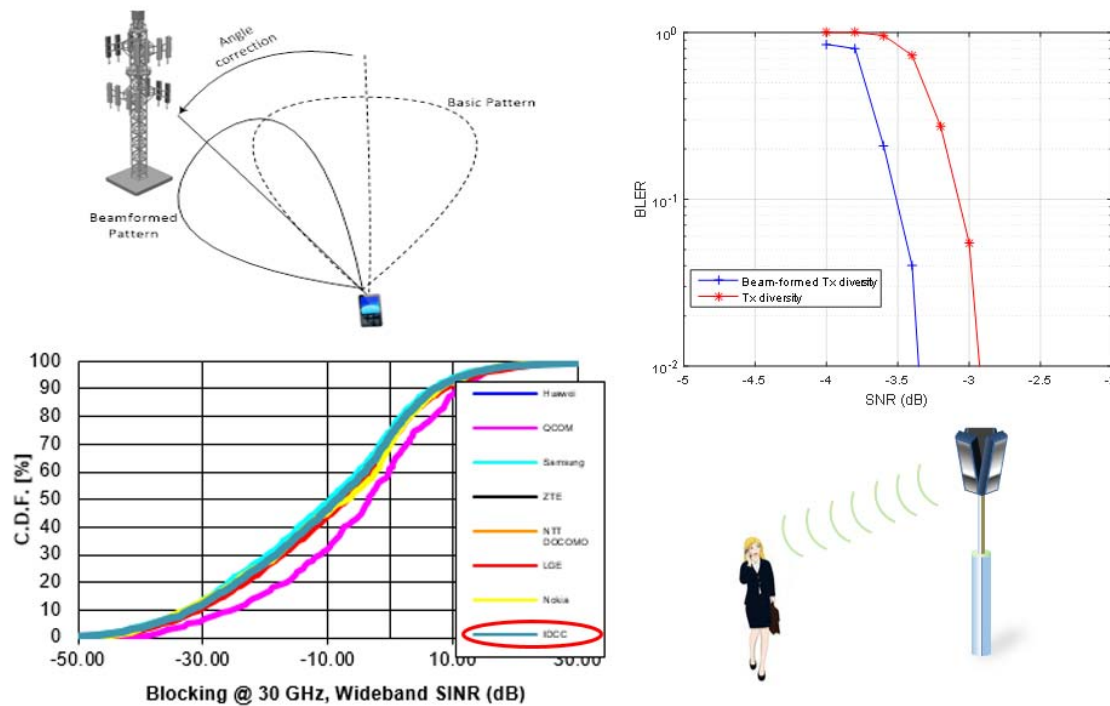 Angle
correction
Basic Pattern
Beamformed
Pattern
10⁰
10⁻¹
10⁻²
BLER
Beam-formed Tx diversity
Tx diversity
-5
-4.5
-4
-3.5
-3
-2.5
SNR (dB)
100
90
80
70
60
50
40
30
20
10
0
C.D.F. [%]
Huawei
QCOM
Samsung
ZTE
NTT
DOCOMO
LGE
Nokia
IDCC
-50.00
-30.00
-10.00
10.00
30.00
Blocking @ 30 GHz, Wideband SINR (dB)